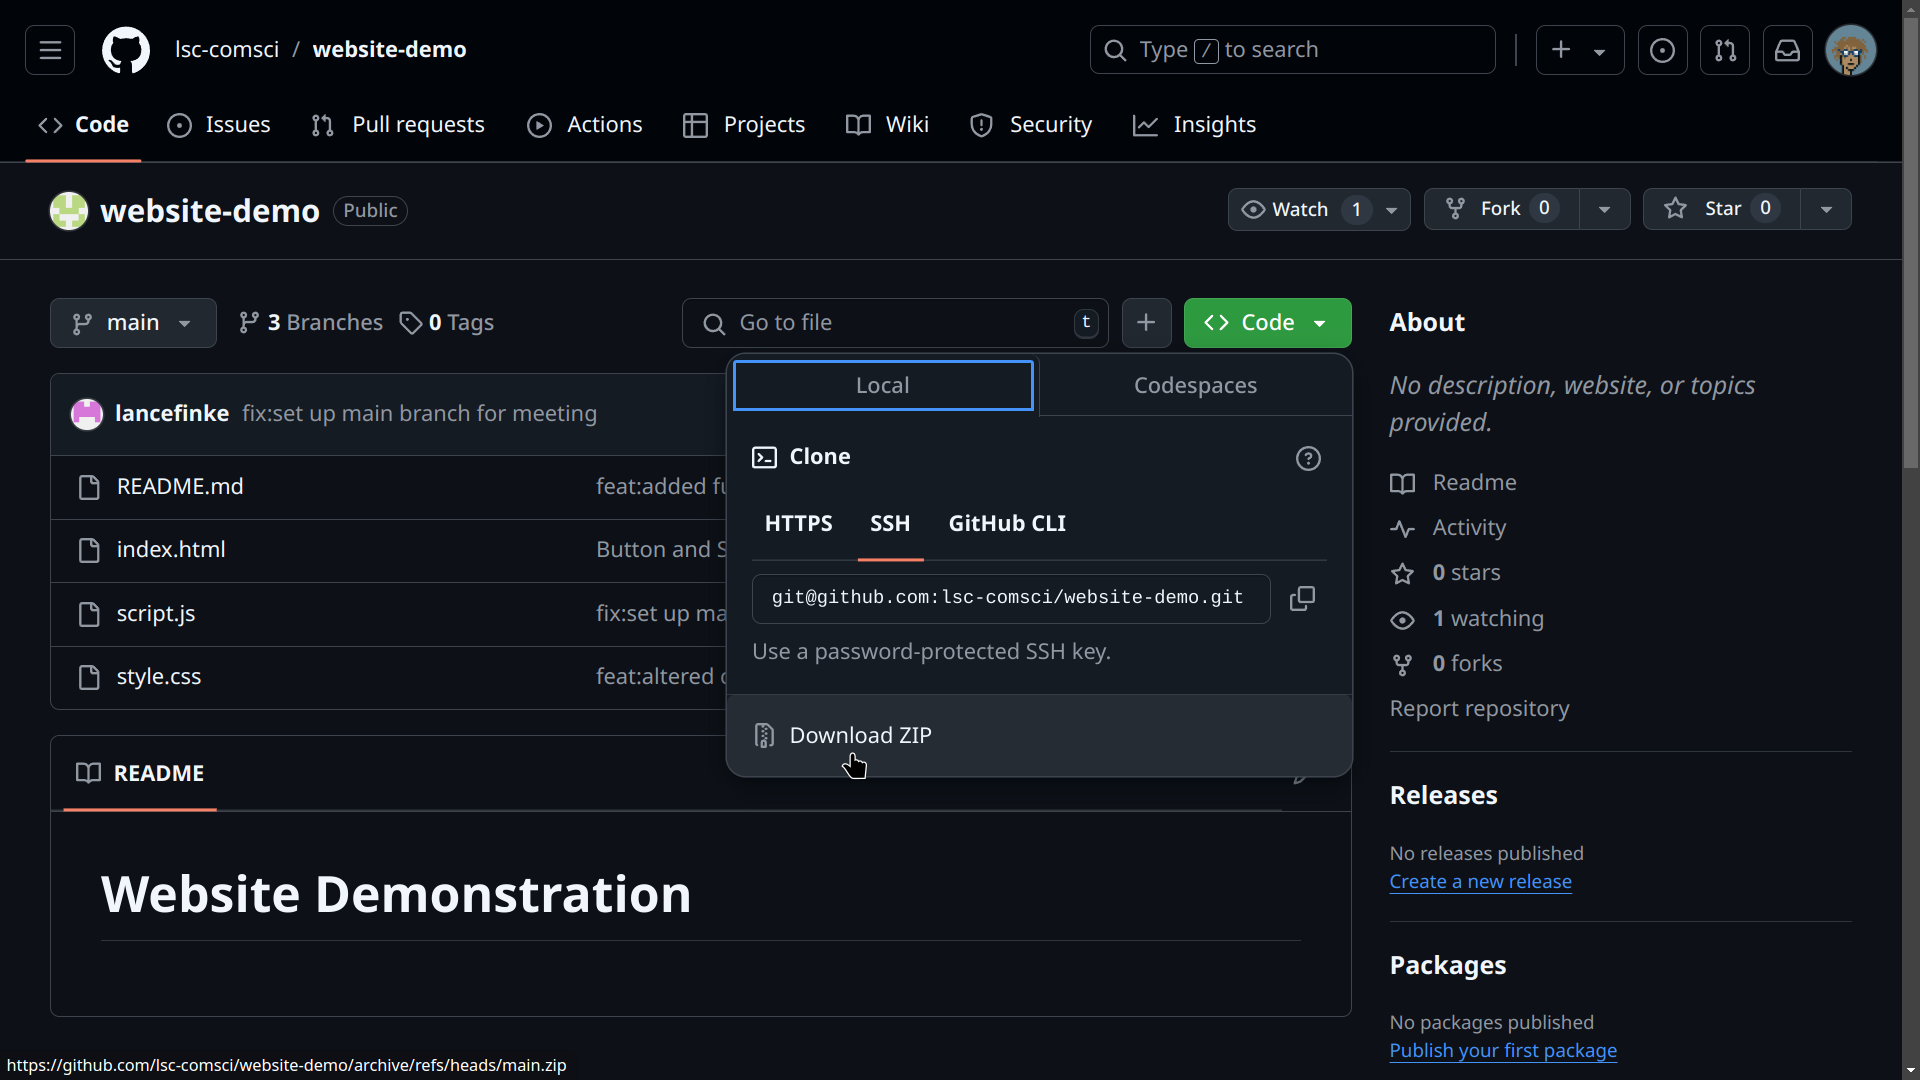 lsc-comsci / website-demo
Type / to search
Code Issues Pull requests Actions Projects Wiki Security Insights
website-demo Public
Watch 1 Fork 0 Star 0
main 3 Branches 0 Tags Go to file t Code
Local Codespaces
Clone
HTTPS SSH GitHub CLI
git@github.com:lsc-comsci/website-demo.git
Use a password-protected SSH key.
Download ZIP
lancefinke fix:set up main branch for meeting
README.md feat:added
index.html Button and
script.js fix:set up
style.css feat:altered
README
Website Demonstration
About
No description, website, or topics
provided.
Readme
Activity
0 stars
1 watching
0 forks
Report repository
Releases
No releases published
Create a new release
Packages
No packages published
Publish your first package
https://github.com/lsc-comsci/website-demo/archive/refs/heads/main.zip